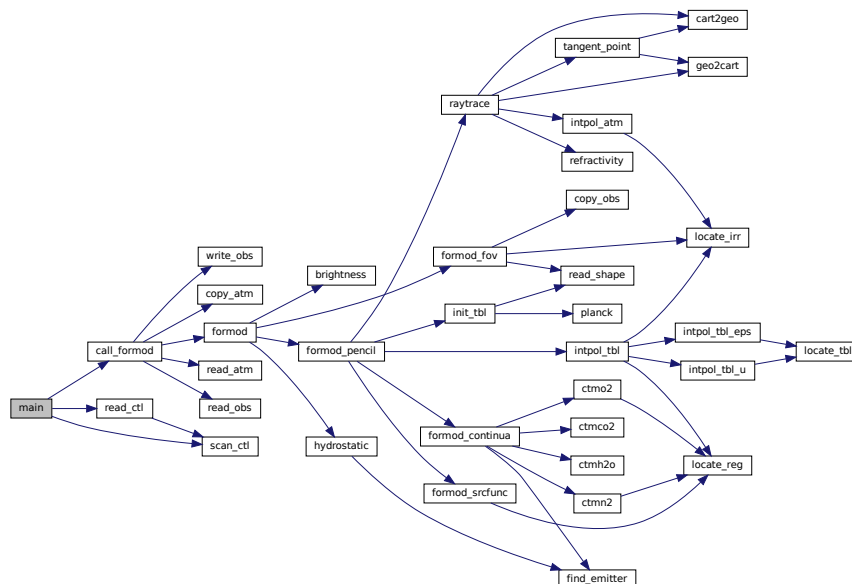 main
call_formod
read_ctl
write_obs
copy_atm
formod
read_atm
read_obs
scan_ctl
brightness
formod_pencil
hydrostatic
raytrace
formod_fov
init_tbl
formod_continua
formod_srcfunc
tangent_point
intpol_atm
refractivity
copy_obs
read_shape
planck
intpol_tbl
ctmo2
ctmco2
ctmh2o
ctmn2
find_emitter
cart2geo
geo2cart
locate_irr
intpol_tbl_eps
intpol_tbl_u
locate_reg
locate_tbl